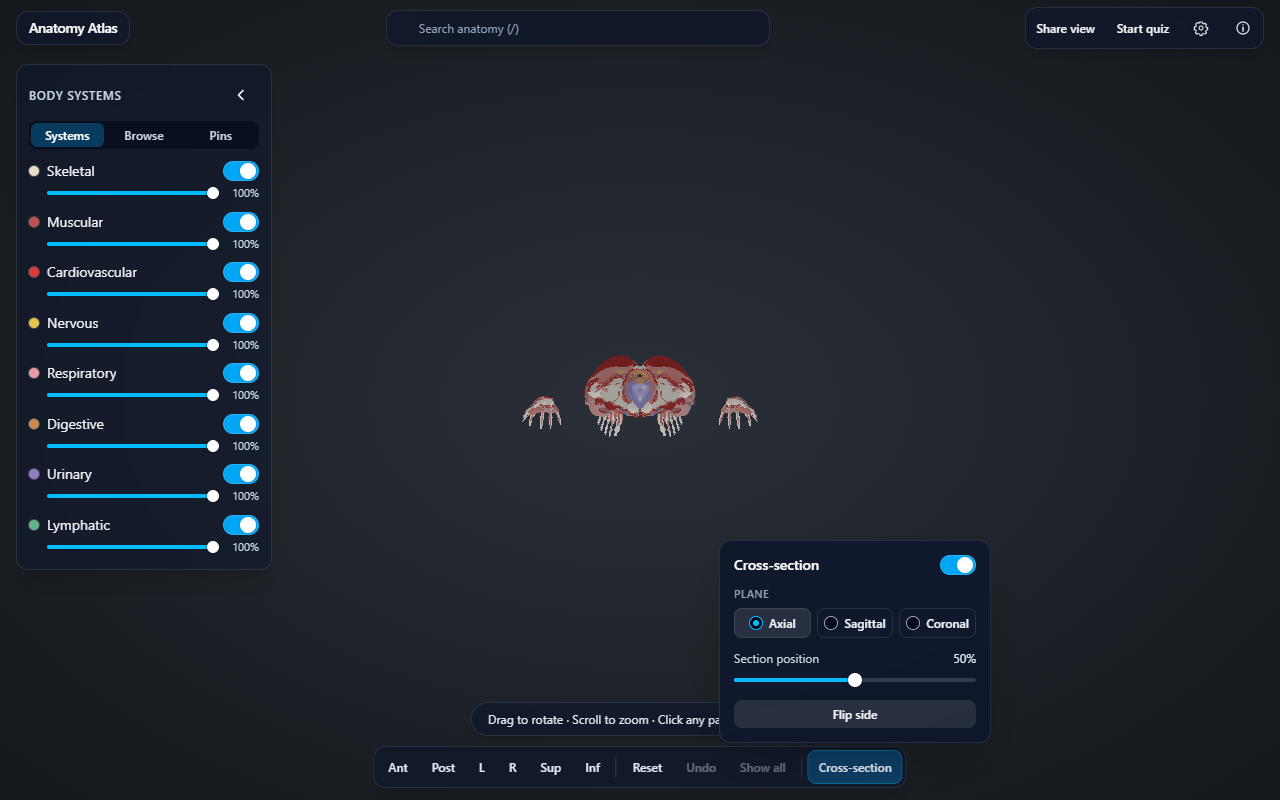 Anatomy Atlas
Search anatomy (/)
Share view
Start quiz
BODY SYSTEMS
Systems
Browse
Pins
Skeletal
100%
Muscular
100%
Cardiovascular
100%
Nervous
100%
Respiratory
100%
Digestive
100%
Urinary
100%
Lymphatic
100%
Cross-section
PLANE
Axial
Sagittal
Coronal
Section position
50%
Flip side
Drag to rotate · Scroll to zoom · Click any
Ant
Post
L
R
Sup
Inf
Reset
Undo
Show all
Cross-section